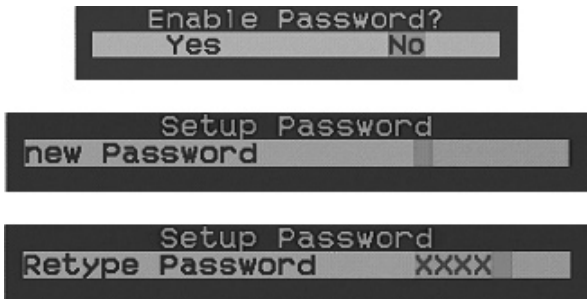 Enable Password?
Yes No
Setup Password
new Password
Setup Password
Retype Password XXXX